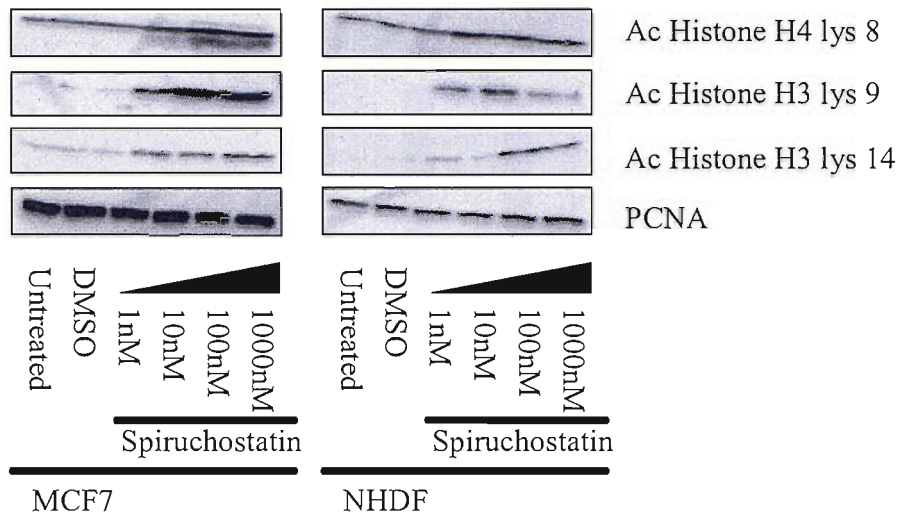 Ac Histone H4 lys 8
Ac Histone H3 lys 9
Ac Histone H3 lys 14
PCNA
Untreated
DMSO
1nM
10nM
100nM
1000nM
Untreated
DMSO
1nM
10nM
100nM
1000nM
Spiruchostatin
Spiruchostatin
MCF7
NHDF